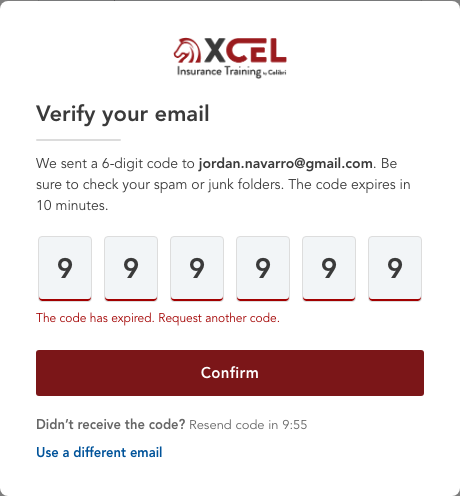 XCEL
Insurance Training by Colibri
Verify your email
We sent a 6-digit code to jordan.navarro@gmail.com. Be
sure to check your spam or junk folders. The code expires in
10 minutes.
9 9 9 9 9 9
The code has expired. Request another code.
Confirm
Didn’t receive the code? Resend code in 9:55
Use a different email